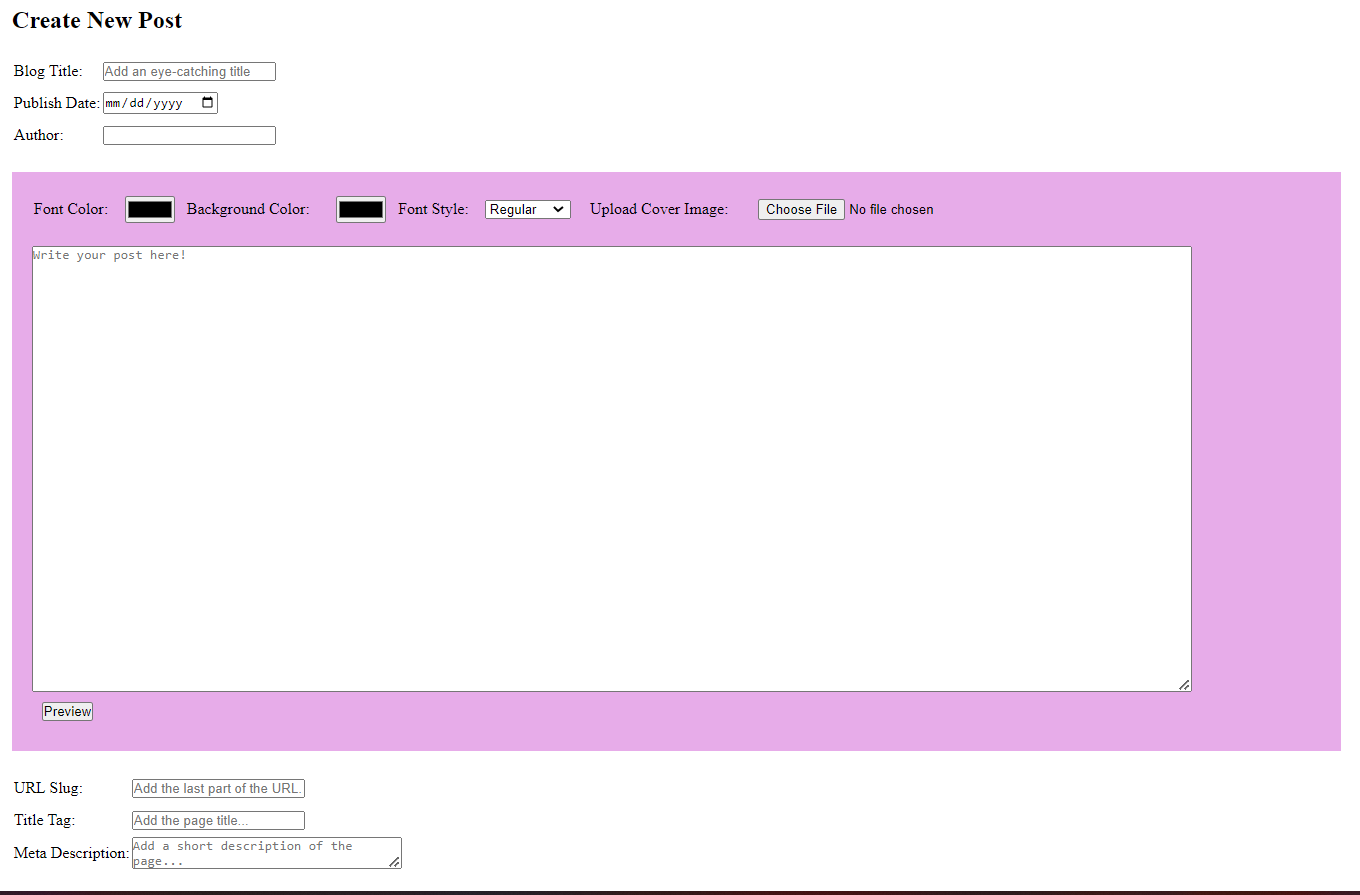 Create New Post
Blog Title: Add an eye-catching title
Publish Date: mm/dd/yyyy
Author:
Font Color: Background Color: Font Style: Regular Upload Cover Image: Choose File No file chosen
Write your post here!
Preview
URL Slug: Add the last part of the URL.
Title Tag: Add the page title...
Meta Description: Add a short description of the
page...